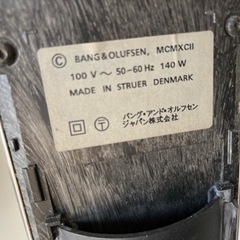 © BANG&OLUFSEN, MCMXCII
100 V ~ 50-60 Hz 140 W
MADE IN STRUER DENMARK
バング・アンド・オルフセン
ジャパン株式会社